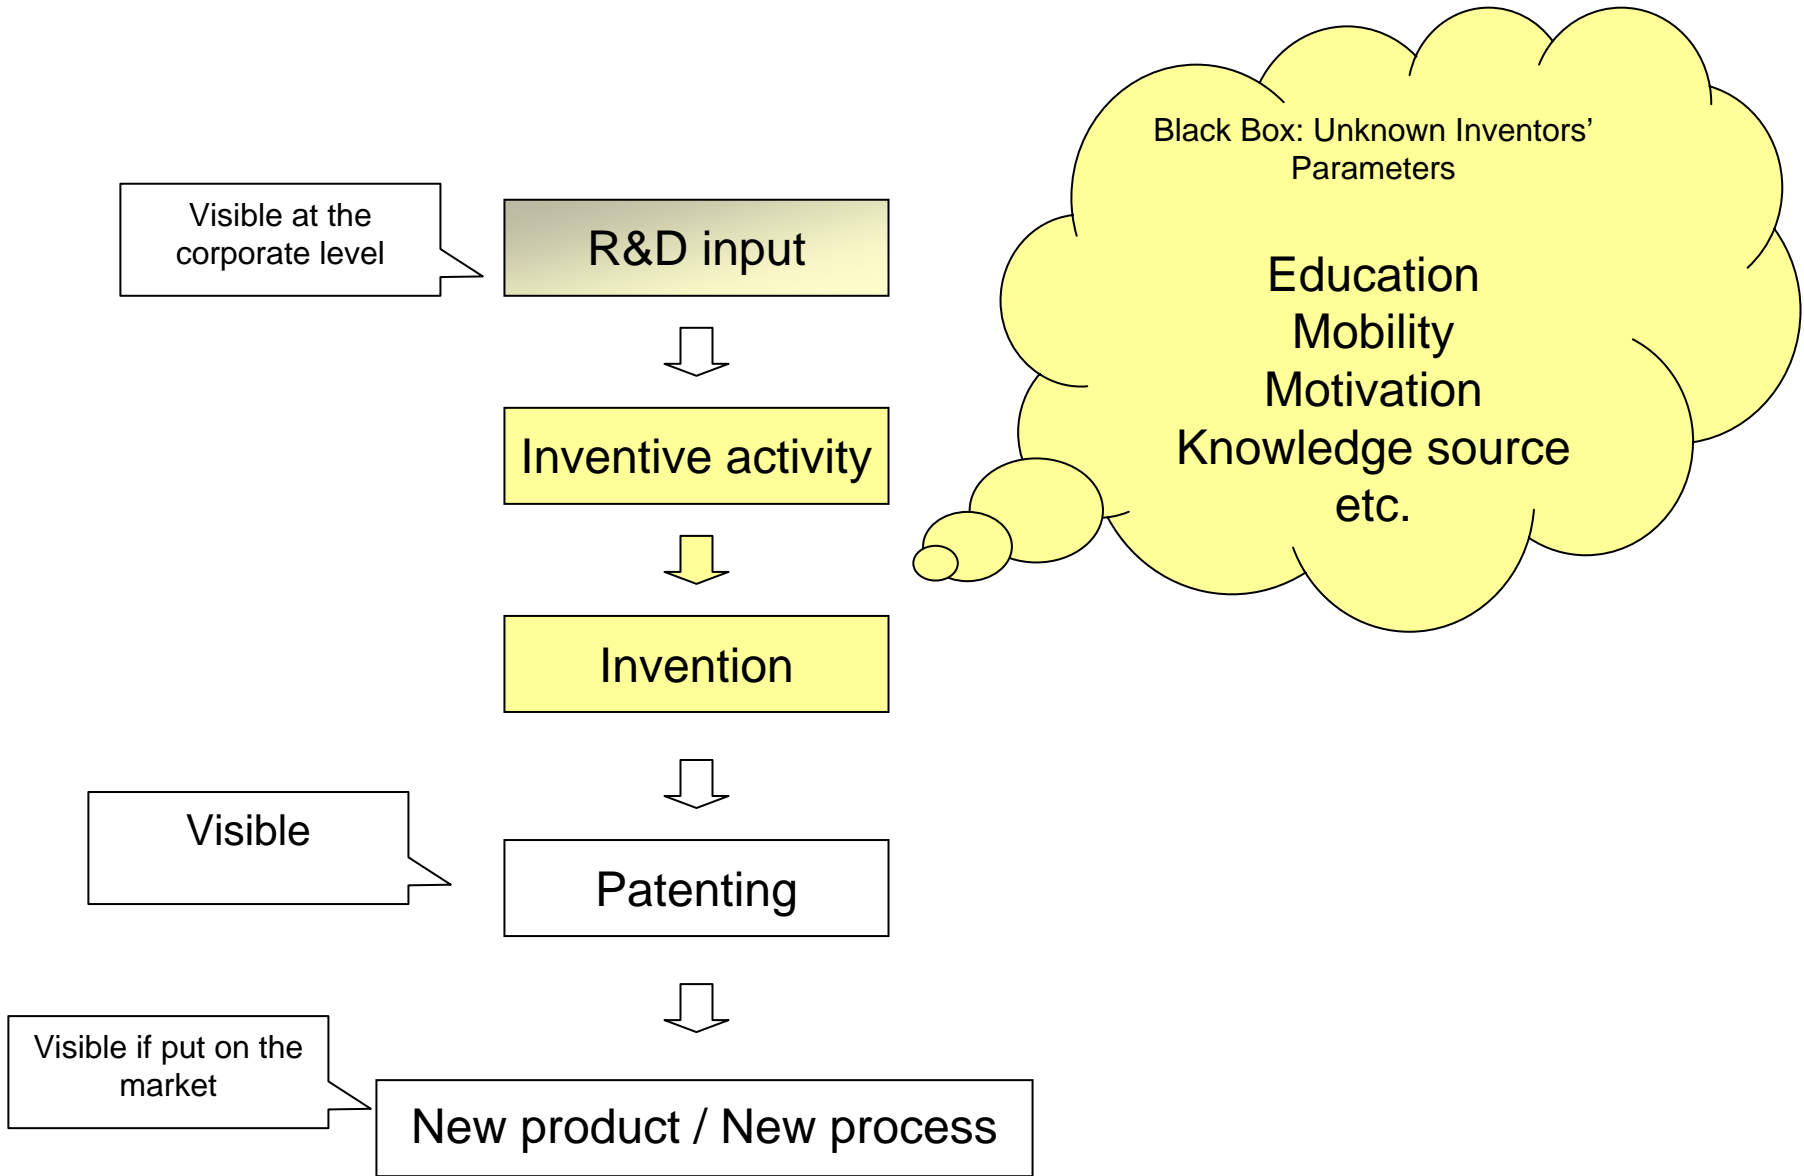 Black Box: Unknown Inventors’
Parameters
Education
Mobility
Motivation
Knowledge source
etc.
Visible at the
corporate level
R&D input
Inventive activity
Invention
Visible
Patenting
Visible if put on the
market
New product / New process